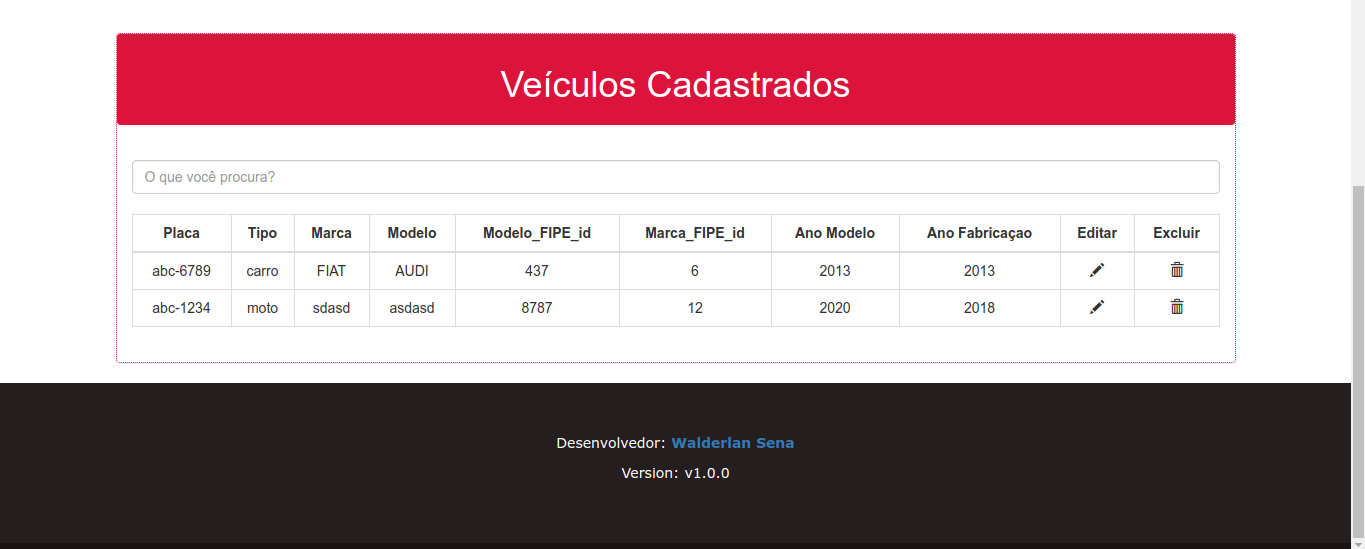 Veículos Cadastrados
O que você procura?
Placa Tipo Marca Modelo Modelo_FIPE_id Marca_FIPE_id Ano Modelo Ano Fabricaçao Editar Excluir
abc-6789 carro FIAT AUDI 437 6 2013 2013
abc-1234 moto sdasd asdasd 8787 12 2020 2018
Desenvolvedor: Walderlan Sena
Version: v1.0.0